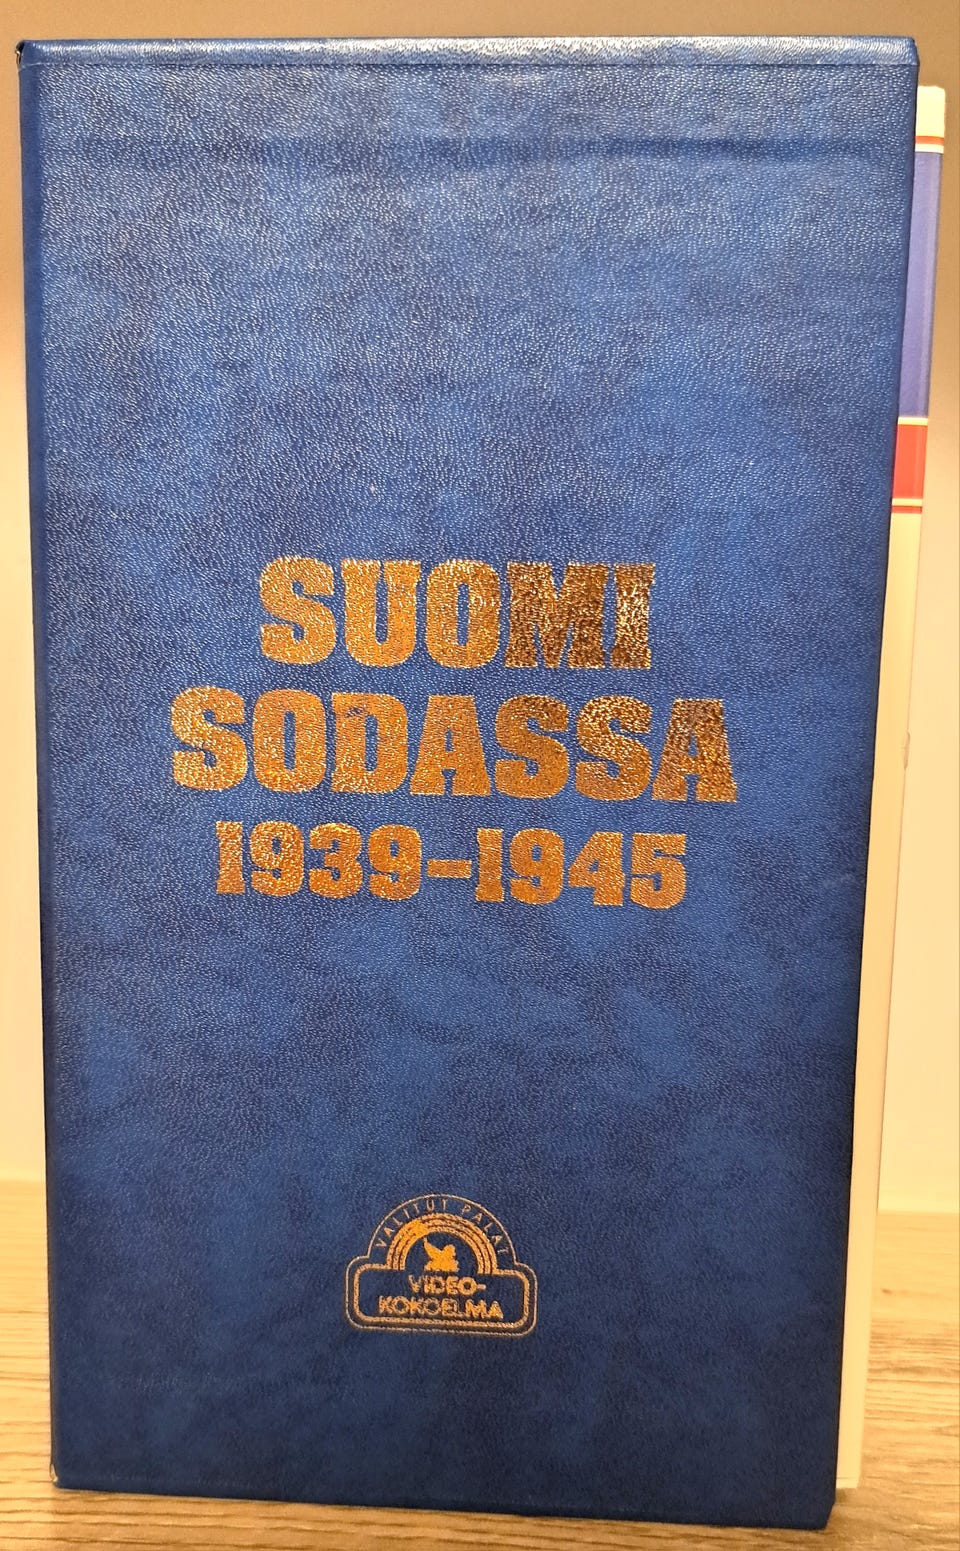 SUOMI
SODASSA
1939–1945
VALITUT PALAT
VIDEO-
KOKOELMA